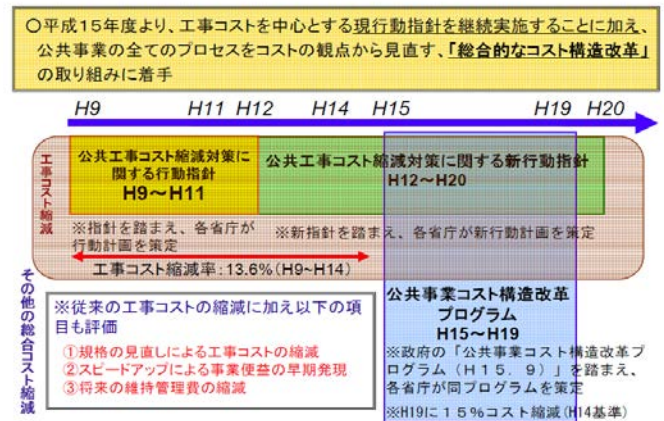 〇平成15年度より、工事コストを中心とする現行動指針を継続実施することに加え、
公共事業の全てのプロセスをコストの観点から見直す、「総合的なコスト構造改革」
の取り組みに着手
H9 H11 H12 H14 H15 H19 H20
工事コスト縮減
公共工事コスト縮減対策に
関する行動指針
H9～H11
公共工事コスト縮減対策に関する新行動指針
H12～H20
※指針を踏まえ、各省庁が
行動計画を策定
※新指針を踏まえ、各省庁が新行動計画を策定
工事コスト縮減率：13.6%（H9~H14）
その他の総合コスト縮減
※従来の工事コストの縮減に加え以下の項
目も評価
①規格の見直しによる工事コストの縮減
②スピードアップによる事業便益の早期発現
③将来の維持管理費の縮減
公共事業コスト構造改革
プログラム
H15～H19
※政府の「公共事業コスト構造改革プ
ログラム（H15．9）」を踏まえ、
各省庁が同プログラムを策定
※H19に15%コスト縮減（H14基準）